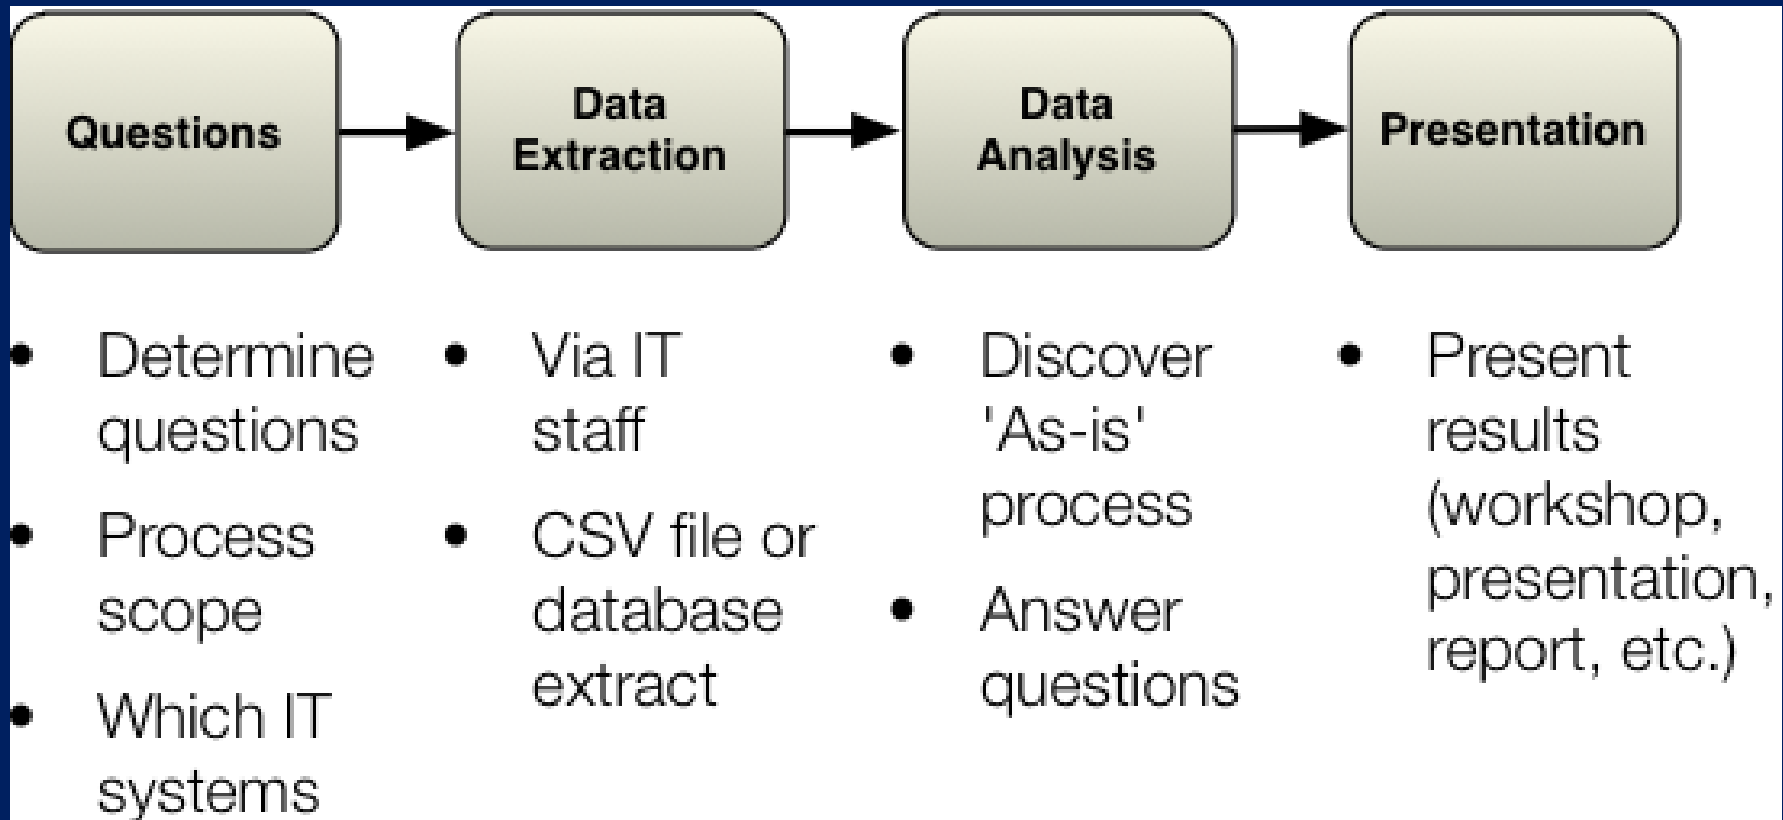 Questions
Data
Extraction
Data
Analysis
Presentation
• Determine
questions
• Process
scope
• Which IT
systems
• Via IT
staff
• CSV file or
database
extract
• Discover
'As-is'
process
• Answer
questions
• Present
results
(workshop,
presentation,
report, etc.)